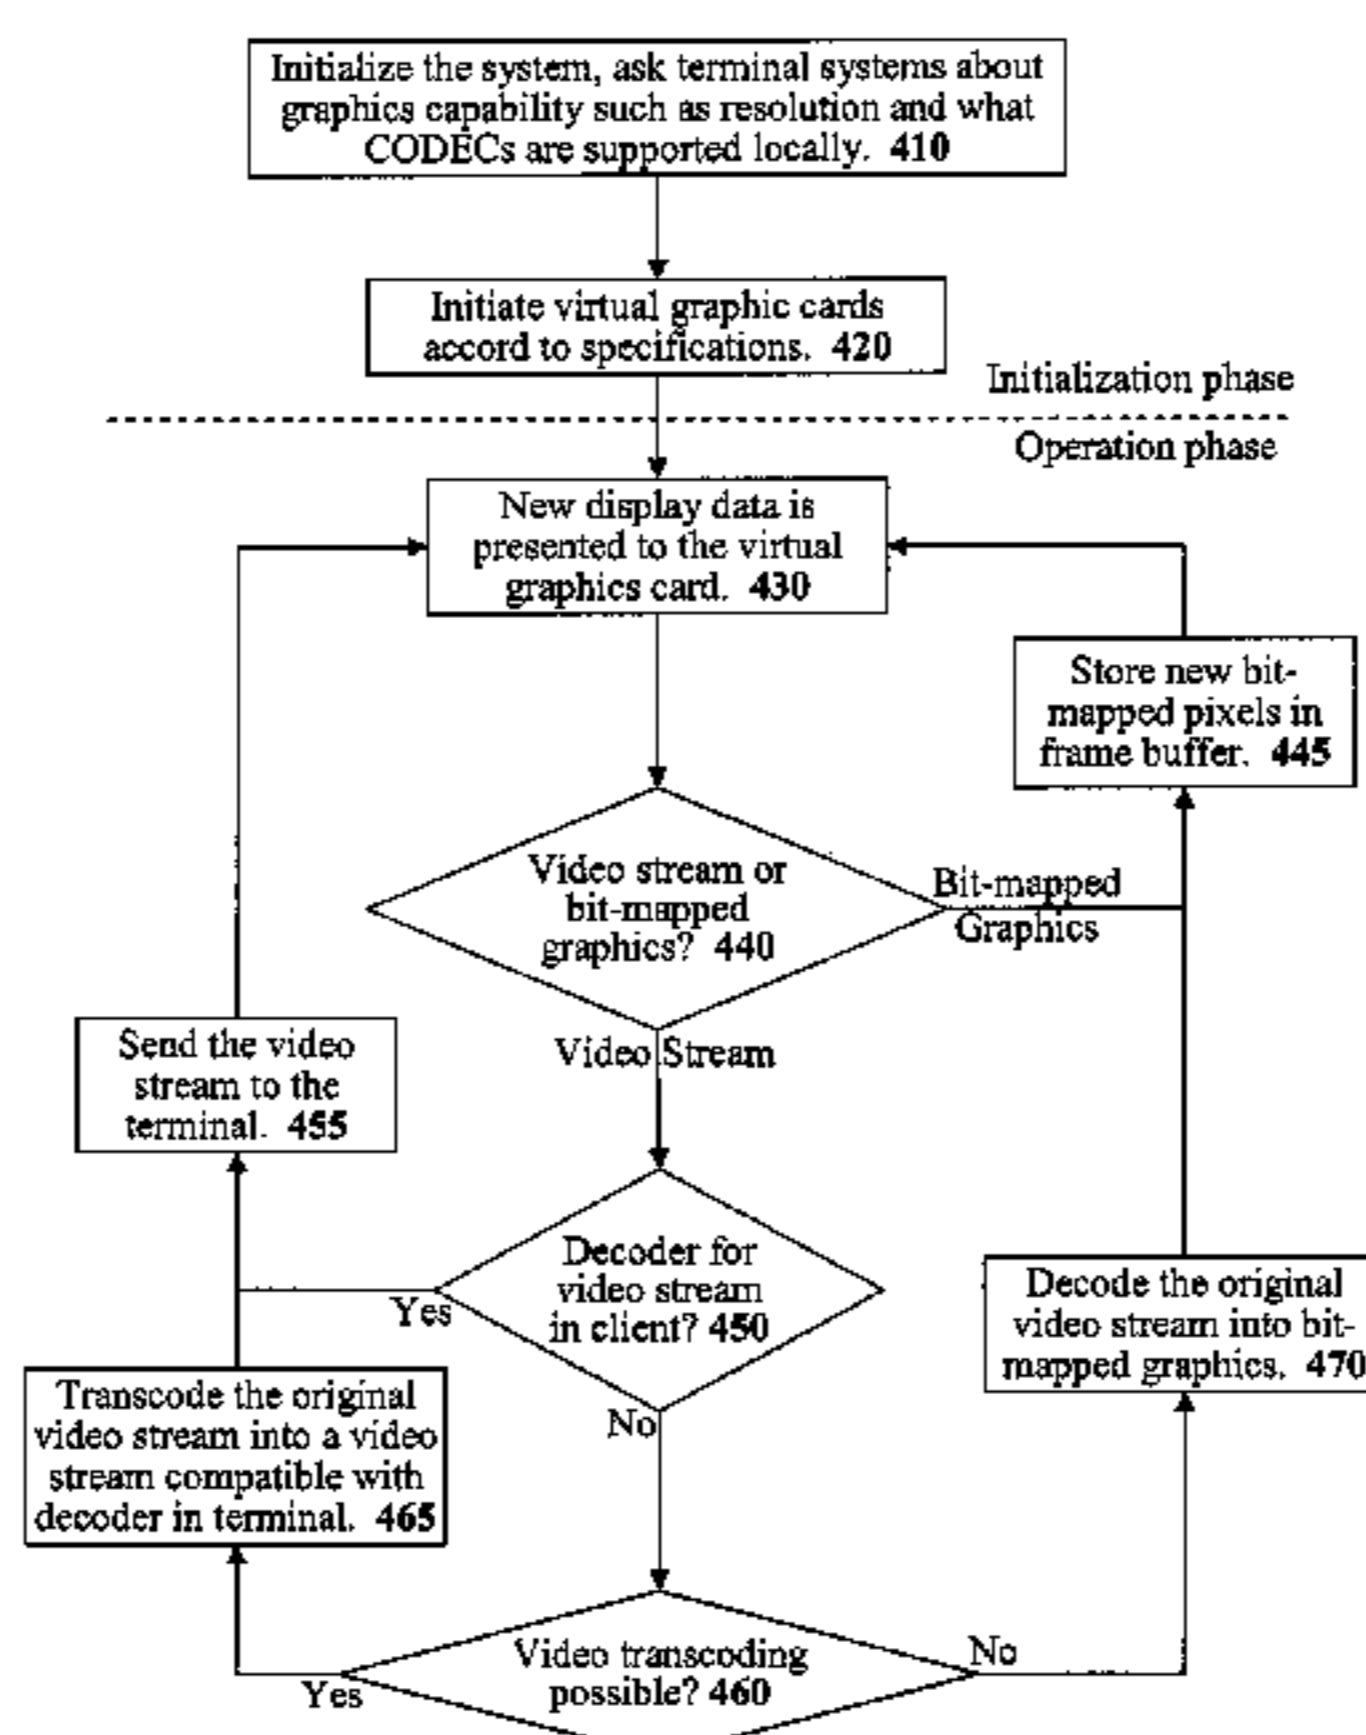 Initialize the system, ask terminal systems about
graphics capability such as resolution and what
CODECs are supported locally. 410
Initiate virtual graphic cards
accord to specifications. 420
Initialization phase
Operation phase
New display data is
presented to the virtual
graphics card. 430
Store new bit-
mapped pixels in
frame buffer. 445
Video stream or
bit-mapped
graphics? 440
Bit-mapped
Graphics
Video Stream
Send the video
stream to the
terminal. 455
Decoder for
video stream
in client? 450
Yes
No
Decode the original
video stream into bit-
mapped graphics. 470
Transcode the original
video stream into a video
stream compatible with
decoder in terminal. 465
Video transcoding
possible? 460
Yes
No